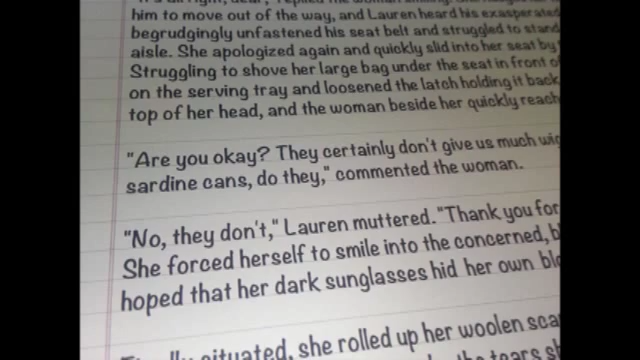 him to move out of the way, and Lauren heard his exasperated
begrudgingly unfastened his seat belt and struggled to stand
aisle. She apologized again and quickly slid into her seat by
Struggling to shove her large bag under the seat in front of
on the serving tray and loosened the latch holding it back
top of her head, and the woman beside her quickly reach
"Are you okay? They certainly don't give us much wig
sardine cans, do they," commented the woman.
"No, they don't," Lauren muttered. "Thank you for
She forced herself to smile into the concerned, b
hoped that her dark sunglasses hid her own blo
situated, she rolled up her woolen sca
the tears sh